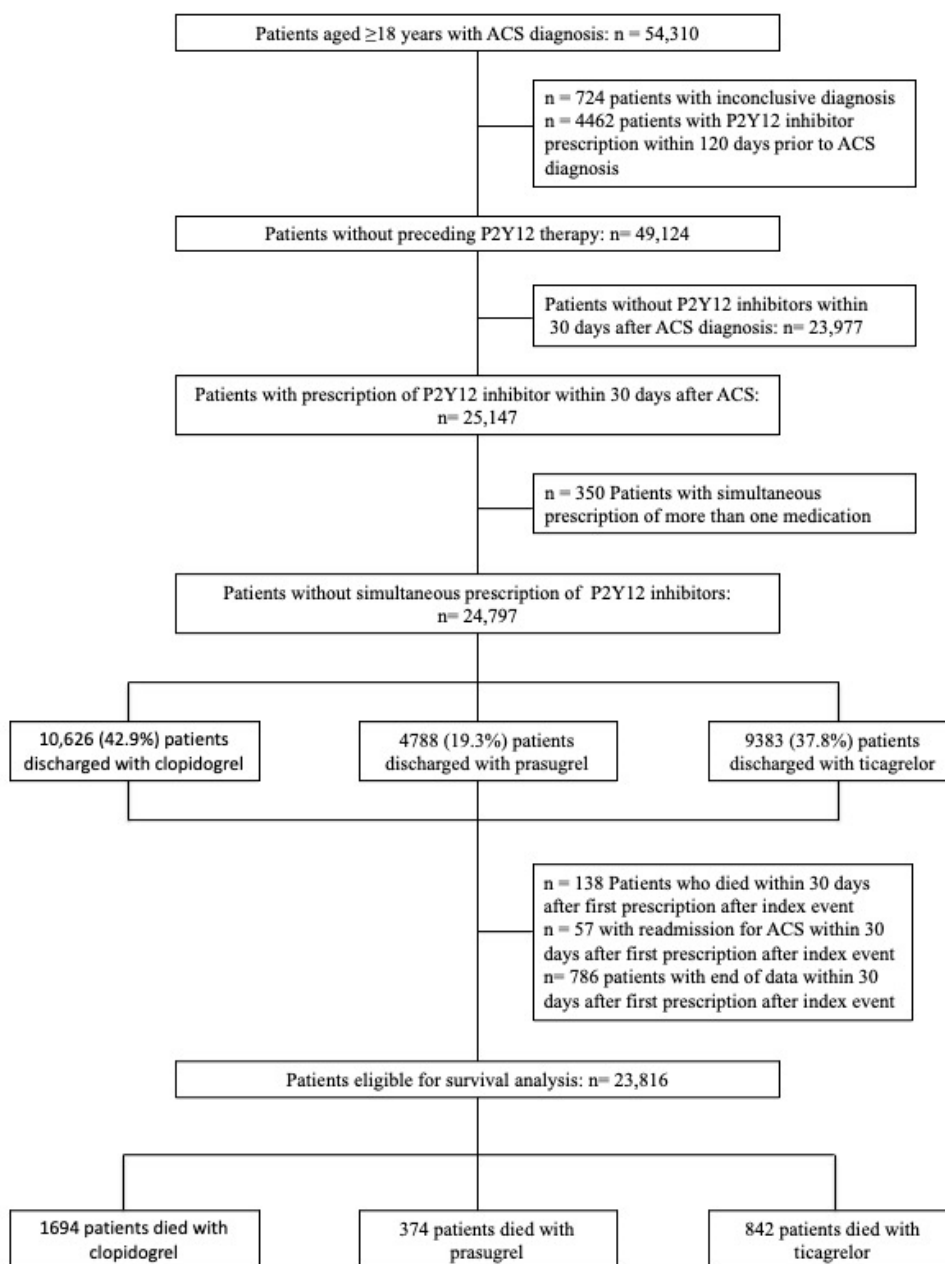 Patients aged ≥18 years with ACS diagnosis: n = 54,310
n = 724 patients with inconclusive diagnosis
n = 4462 patients with P2Y12 inhibitor
prescription within 120 days prior to ACS
diagnosis
Patients without preceding P2Y12 therapy: n= 49,124
Patients without P2Y12 inhibitors within
30 days after ACS diagnosis: n= 23,977
Patients with prescription of P2Y12 inhibitor within 30 days after ACS:
n= 25,147
n = 350 Patients with simultaneous
prescription of more than one medication
Patients without simultaneous prescription of P2Y12 inhibitors:
n= 24,797
10,626 (42.9%) patients
discharged with clopidogrel
4788 (19.3%) patients
discharged with prasugrel
9383 (37.8%) patients
discharged with ticagrelor
n = 138 Patients who died within 30 days
after first prescription after index event
n = 57 with readmission for ACS within 30
days after first prescription after index event
n= 786 patients with end of data within 30
days after first prescription after index event
Patients eligible for survival analysis: n= 23,816
1694 patients died with
clopidogrel
374 patients died with
prasugrel
842 patients died with
ticagrelor